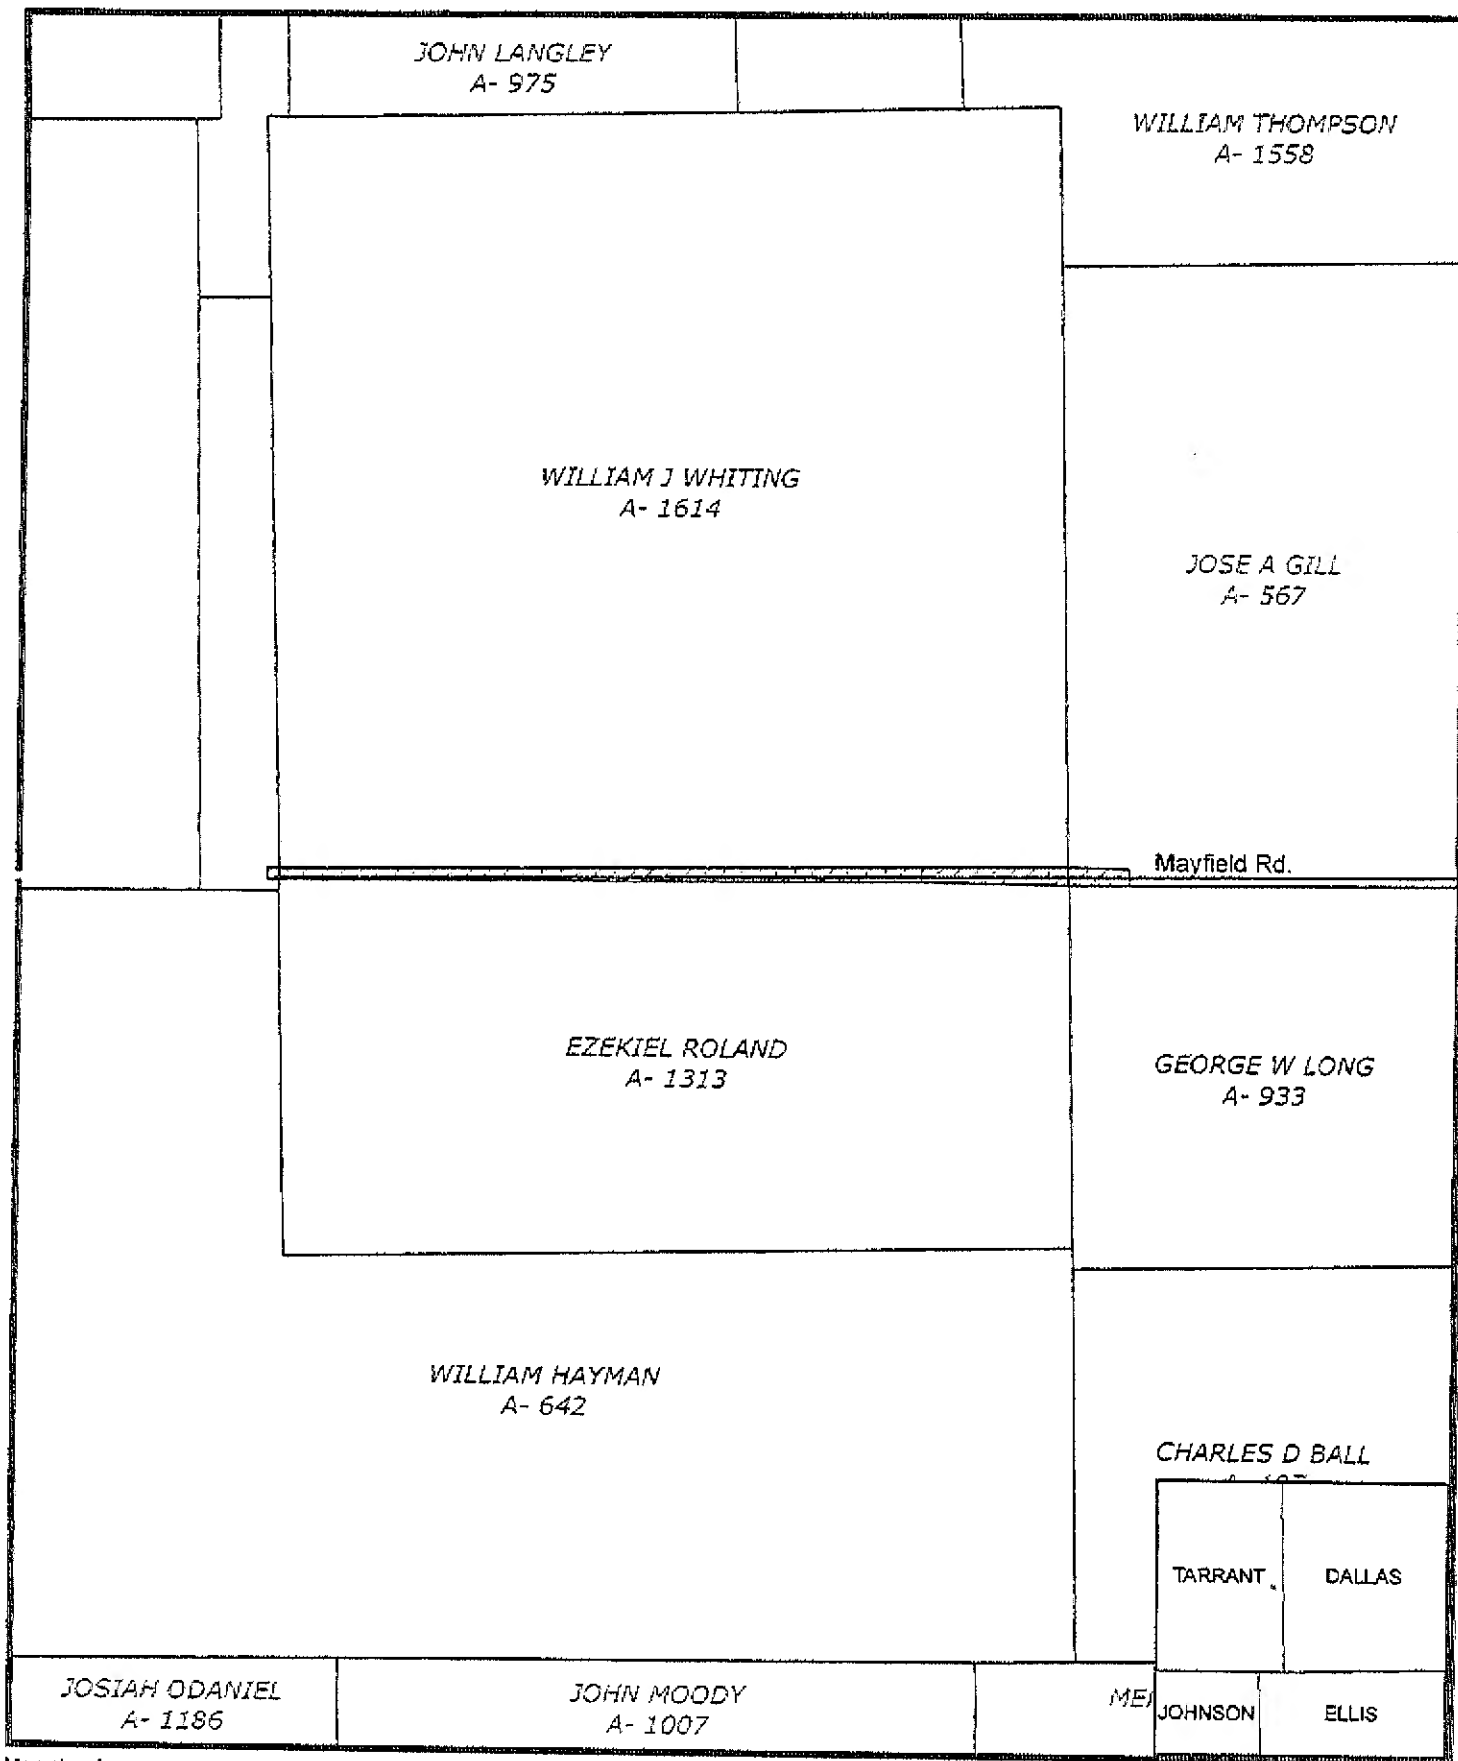 JOHN LANGLEY
A- 975
WILLIAM THOMPSON
A- 1558
WILLIAM J WHITING
A- 1614
JOSE A GILL
A- 567
Mayfield Rd.
EZEKIEL ROLAND
A- 1313
GEORGE W LONG
A- 933
WILLIAM HAYMAN
A- 642
CHARLES D BALL
TARRANT
DALLAS
JOSIAH ODANIEL
A- 1186
JOHN MOODY
A- 1007
JOHNSON
ELLIS